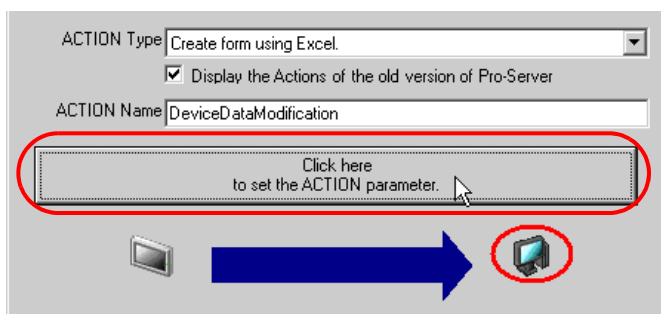 ACTION Type Create form using Excel.
Display the Actions of the old version of Pro-Server
ACTION Name DeviceDataModification
Click here
to set the ACTION parameter.